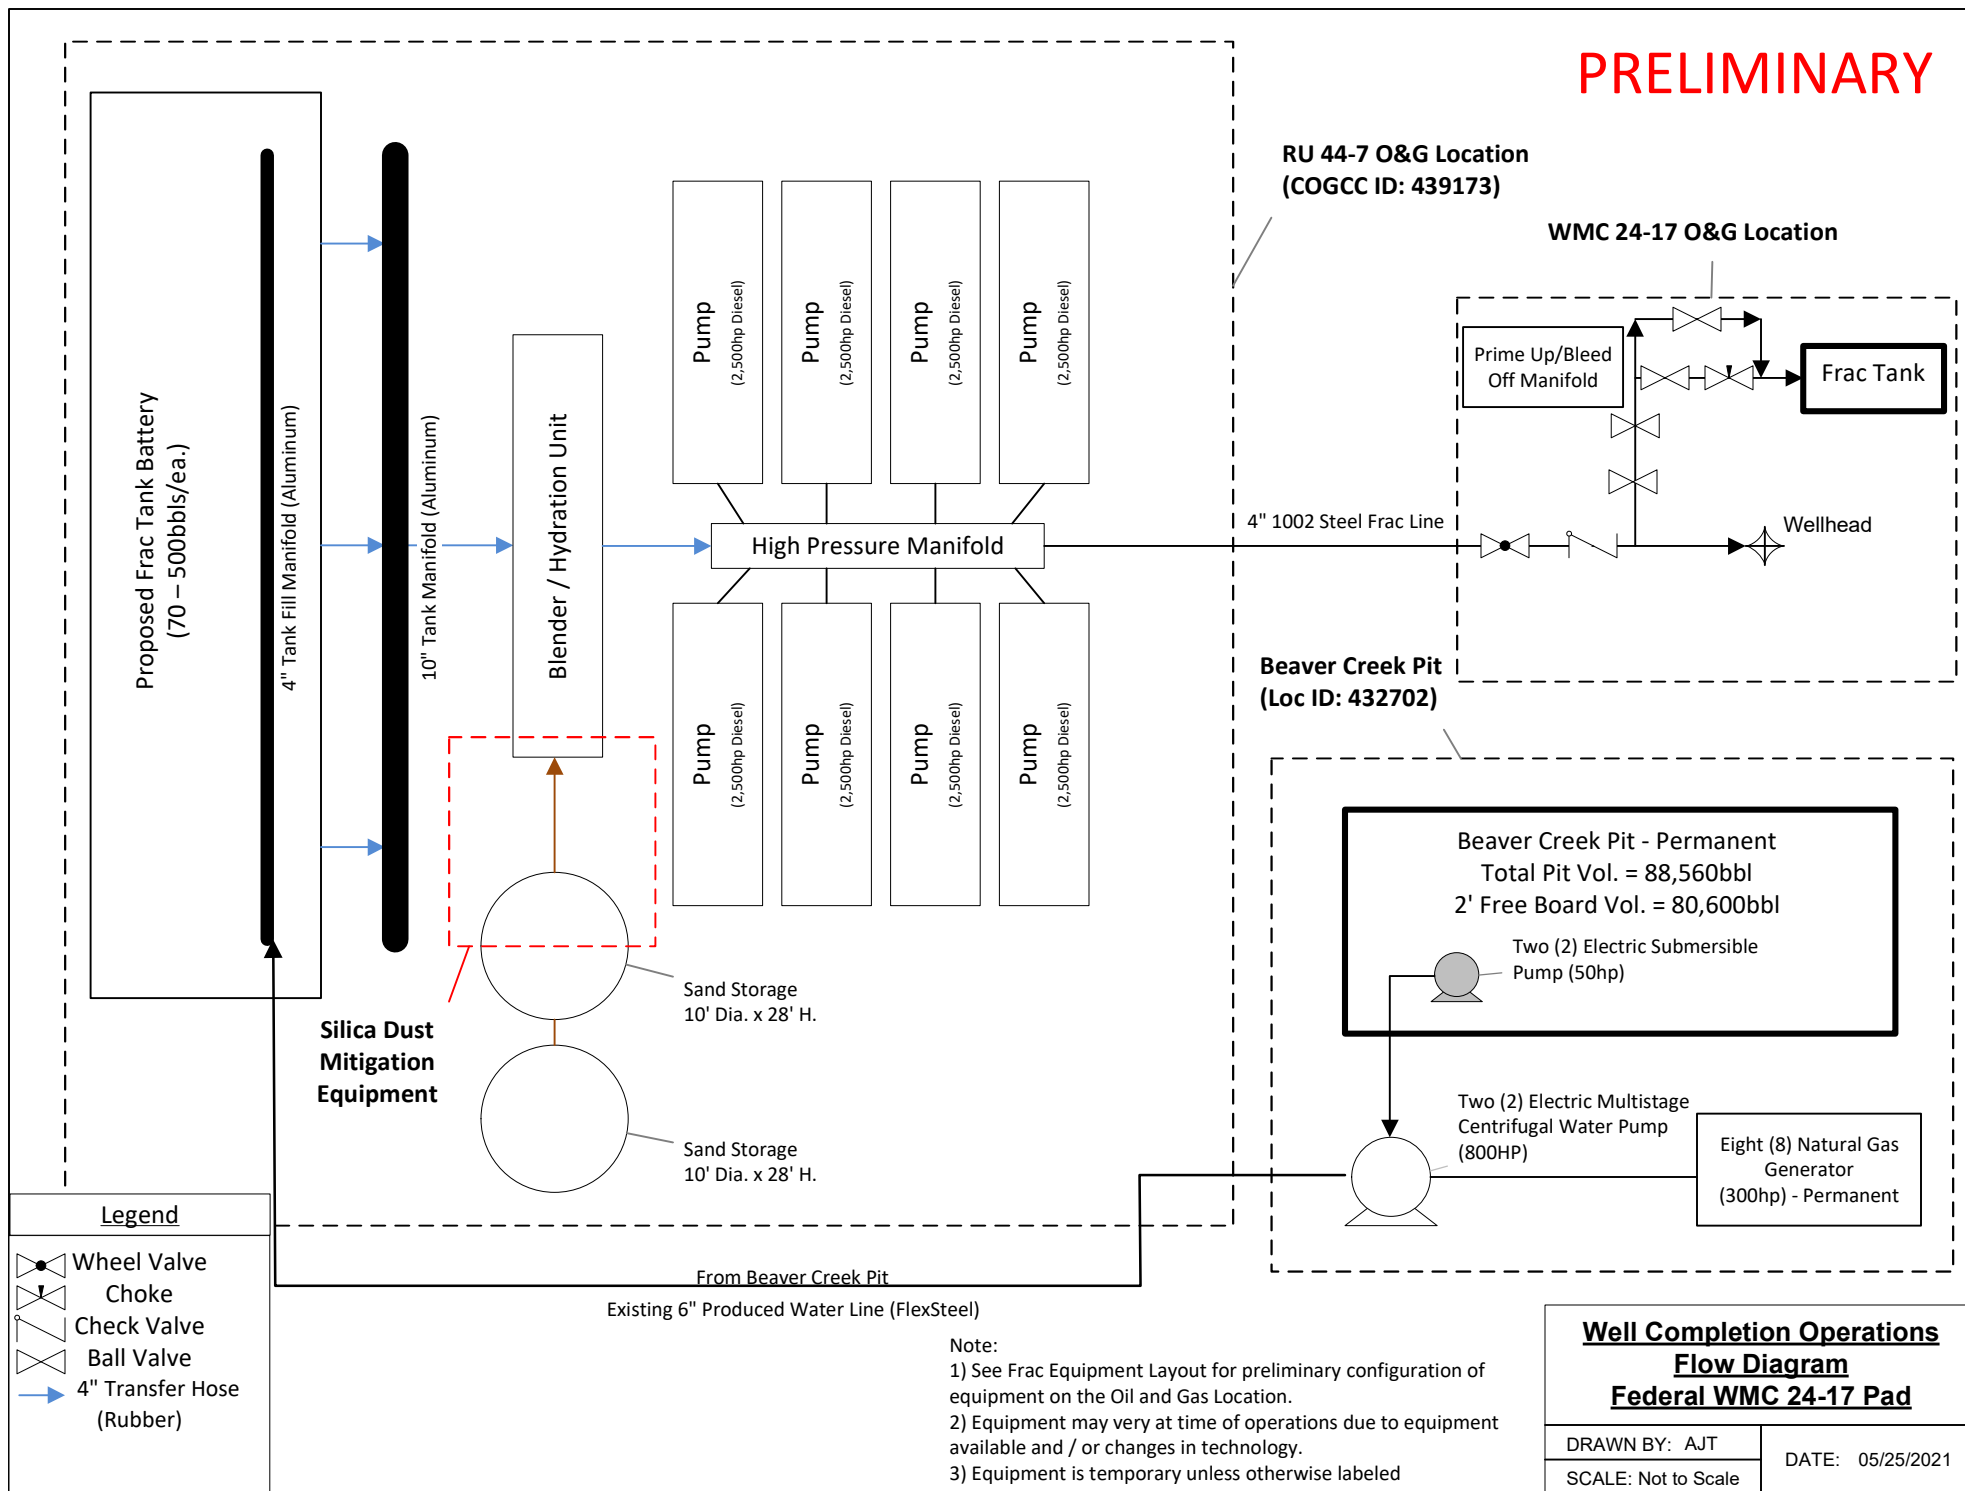 PRELIMINARY
RU 44-7 O&G Location
(COGCC ID: 439173)
WMC 24-17 O&G Location
Proposed Frac Tank Battery
(70 – 500bbls/ea.)
4" Tank Fill Manifold (Aluminum)
10" Tank Manifold (Aluminum)
Blender / Hydration Unit
Pump
(2,500hp Diesel)
Pump
(2,500hp Diesel)
Pump
(2,500hp Diesel)
Pump
(2,500hp Diesel)
High Pressure Manifold
Pump
(2,500hp Diesel)
Pump
(2,500hp Diesel)
Pump
(2,500hp Diesel)
Pump
(2,500hp Diesel)
4" 1002 Steel Frac Line
Prime Up/Bleed
Off Manifold
Frac Tank
Wellhead
Beaver Creek Pit
(Loc ID: 432702)
Beaver Creek Pit - Permanent
Total Pit Vol. = 88,560bbl
2' Free Board Vol. = 80,600bbl
Two (2) Electric Submersible
Pump (50hp)
Two (2) Electric Multistage
Centrifugal Water Pump
(800HP)
Eight (8) Natural Gas
Generator
(300hp) - Permanent
Silica Dust
Mitigation
Equipment
Sand Storage
10' Dia. x 28' H.
Sand Storage
10' Dia. x 28' H.
Legend
Wheel Valve
Choke
Check Valve
Ball Valve
4" Transfer Hose
(Rubber)
From Beaver Creek Pit
Existing 6" Produced Water Line (FlexSteel)
Note:
1) See Frac Equipment Layout for preliminary configuration of
equipment on the Oil and Gas Location.
2) Equipment may very at time of operations due to equipment
available and / or changes in technology.
3) Equipment is temporary unless otherwise labeled
Well Completion Operations
Flow Diagram
Federal WMC 24-17 Pad
DRAWN BY: AJT
SCALE: Not to Scale
DATE: 05/25/2021